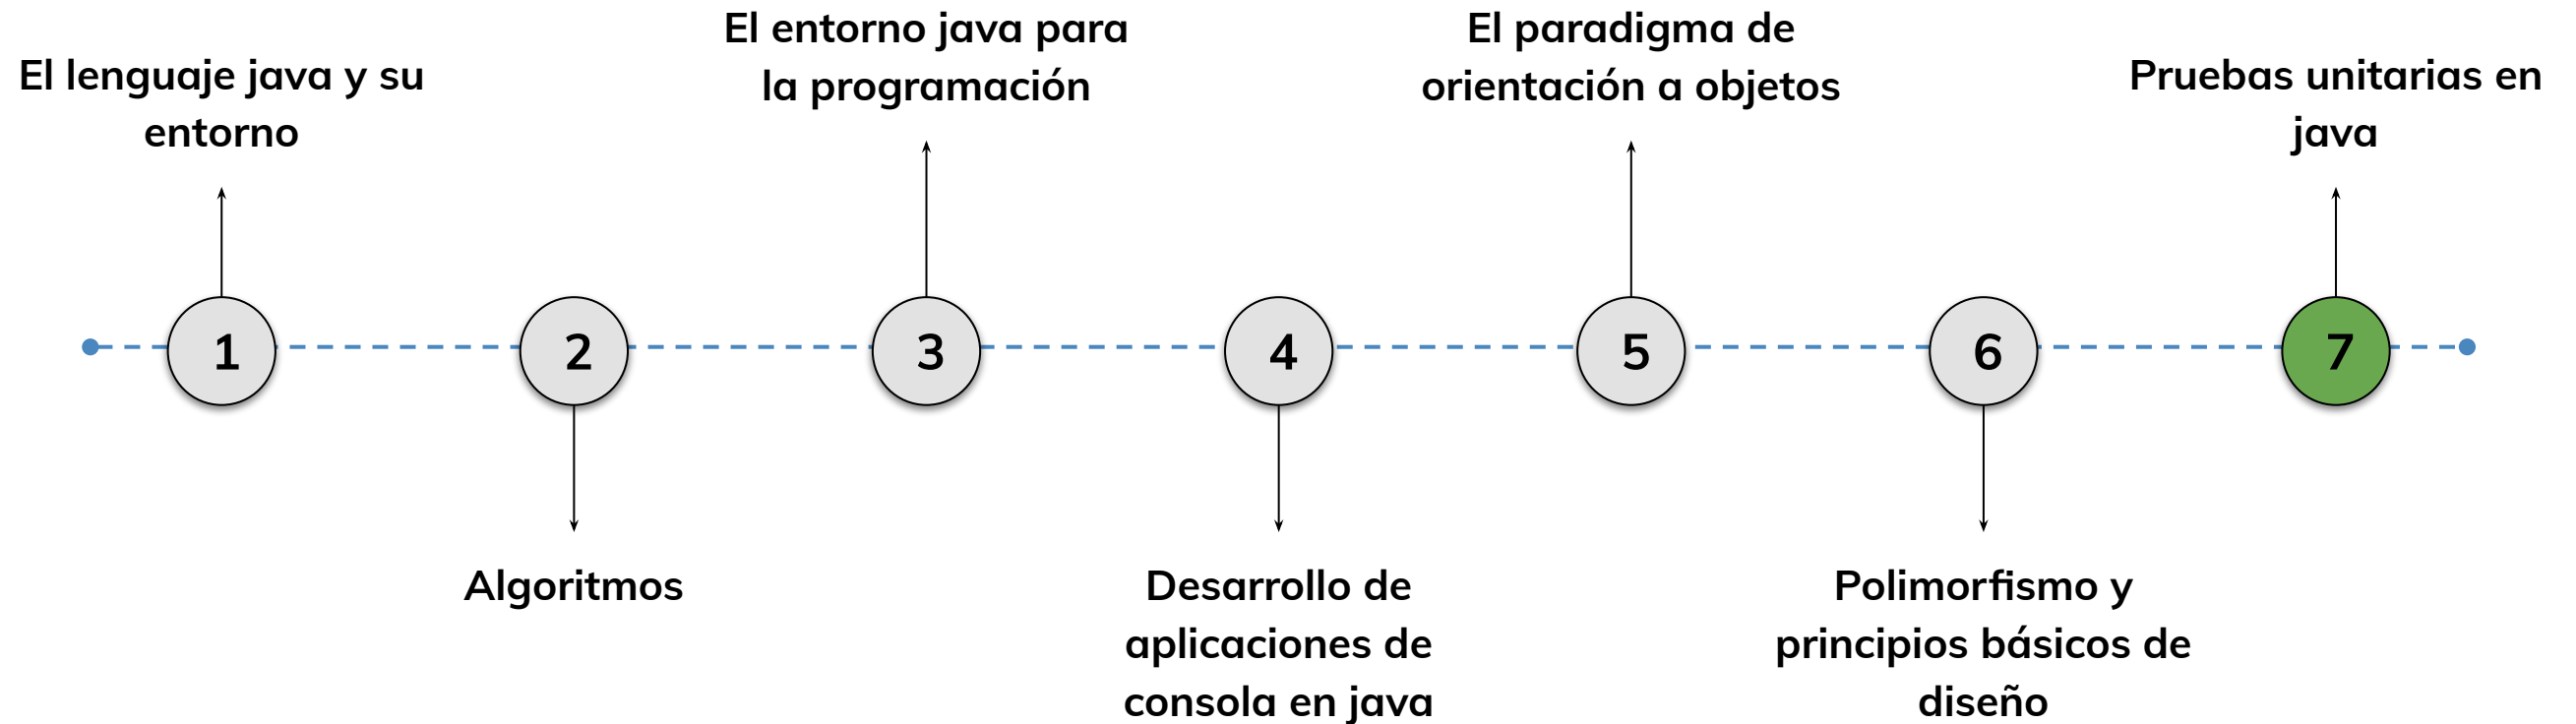 El lenguaje java y su
entorno
El entorno java para
la programación
El paradigma de
orientación a objetos
Pruebas unitarias en
java
1
2
3
4
5
6
7
Algoritmos
Desarrollo de
aplicaciones de
consola en java
Polimorfismo y
principios básicos de
diseño